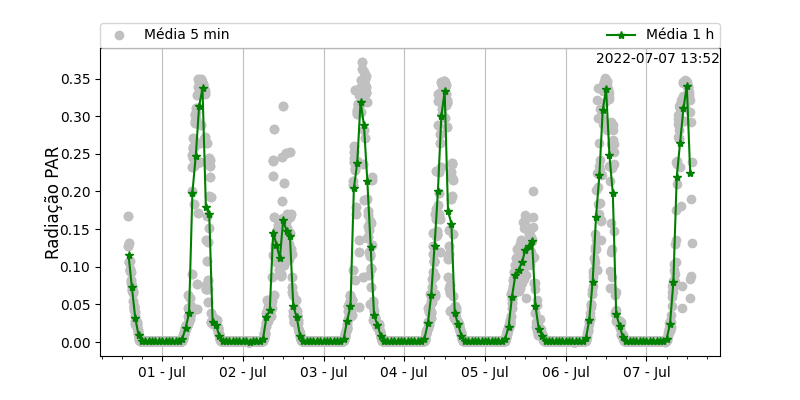 Média 5 min
Média 1 h
2022-07-07 13:52
Radiação PAR
0.35
0.30
0.25
0.20
0.15
0.10
0.05
0.00
01 - Jul
02 - Jul
03 - Jul
04 - Jul
05 - Jul
06 - Jul
07 - Jul